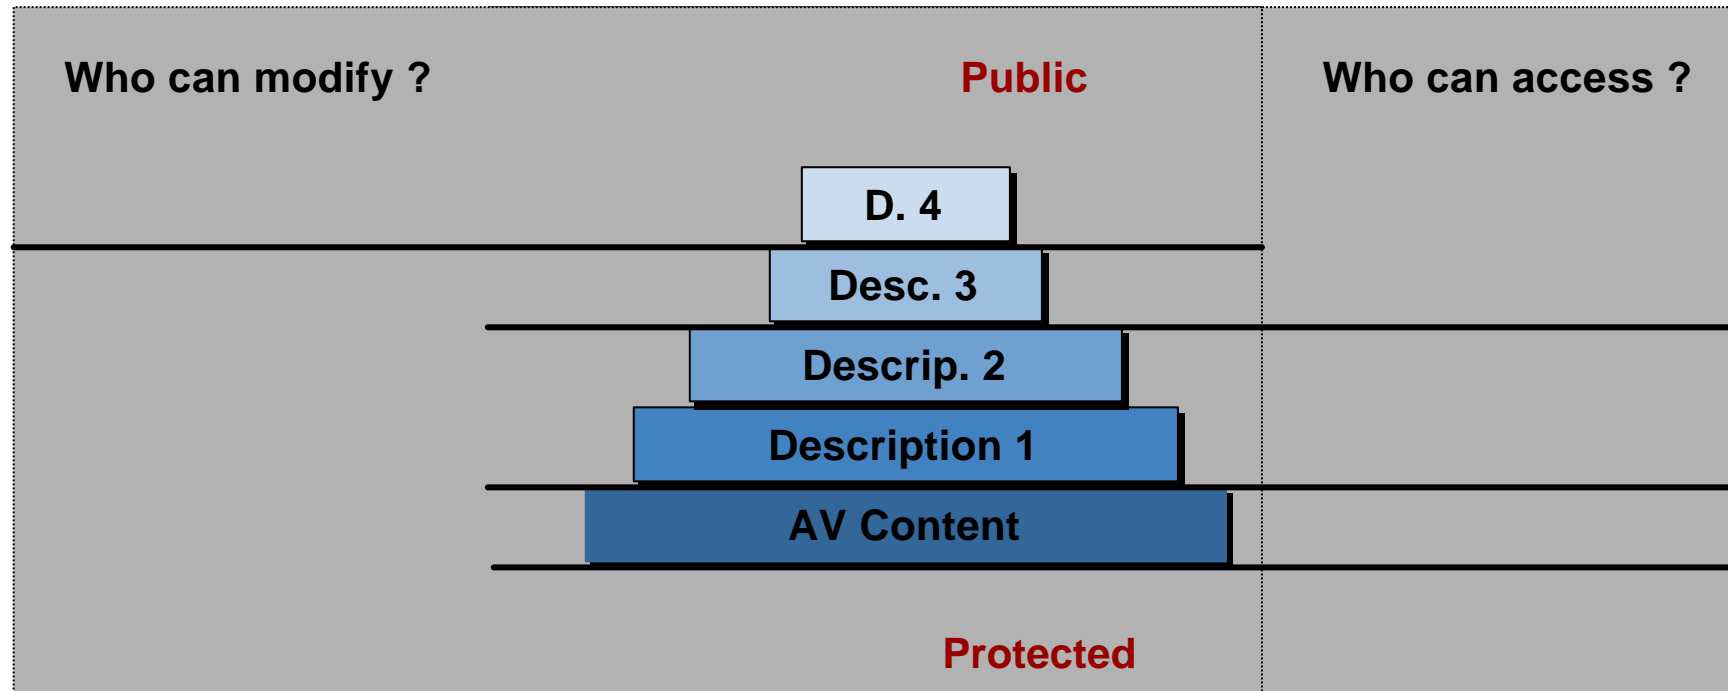 Who can modify ?
Public
Who can access ?
D. 4
Desc. 3
Descrip. 2
Description 1
AV Content
Protected